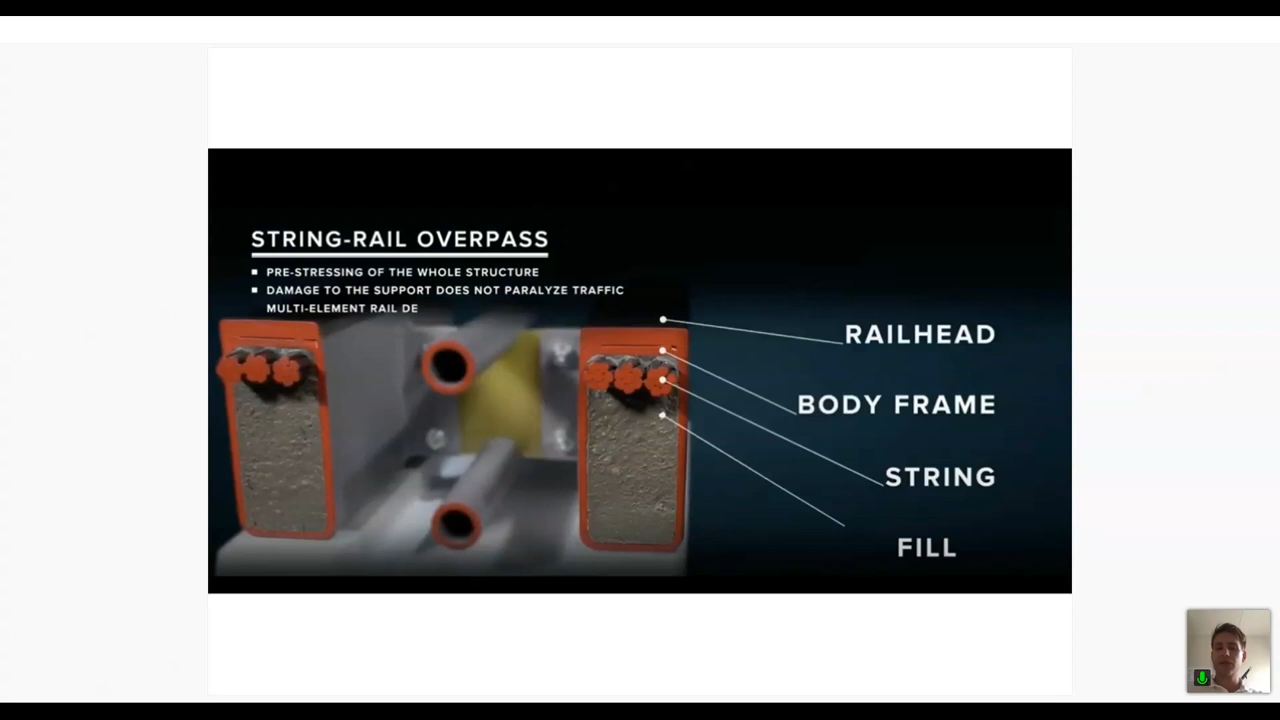 STRING-RAIL OVERPASS
PRE-STRESSING OF THE WHOLE STRUCTURE
DAMAGE TO THE SUPPORT DOES NOT PARALYZE TRAFFIC
MULTI-ELEMENT RAIL DE
RAILHEAD
BODY FRAME
STRING
FILL